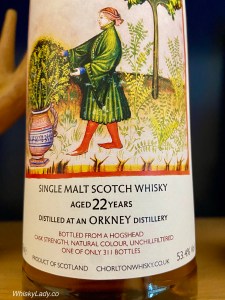 SINGLE MALT SCOTCH WHISKY
AGED 22 YEARS
DISTILLED AT AN ORKNEY DISTILLERY
BOTTLED FROM A HOGSHEAD
CASK STRENGTH, NATURAL COLOUR, UNCHILLFILTERED
ONE OF ONLY 311 BOTTLES
PRODUCT OF SCOTLAND
CHORLTONWHISKY.CO.UK
53.4%
WhiskyLady.co